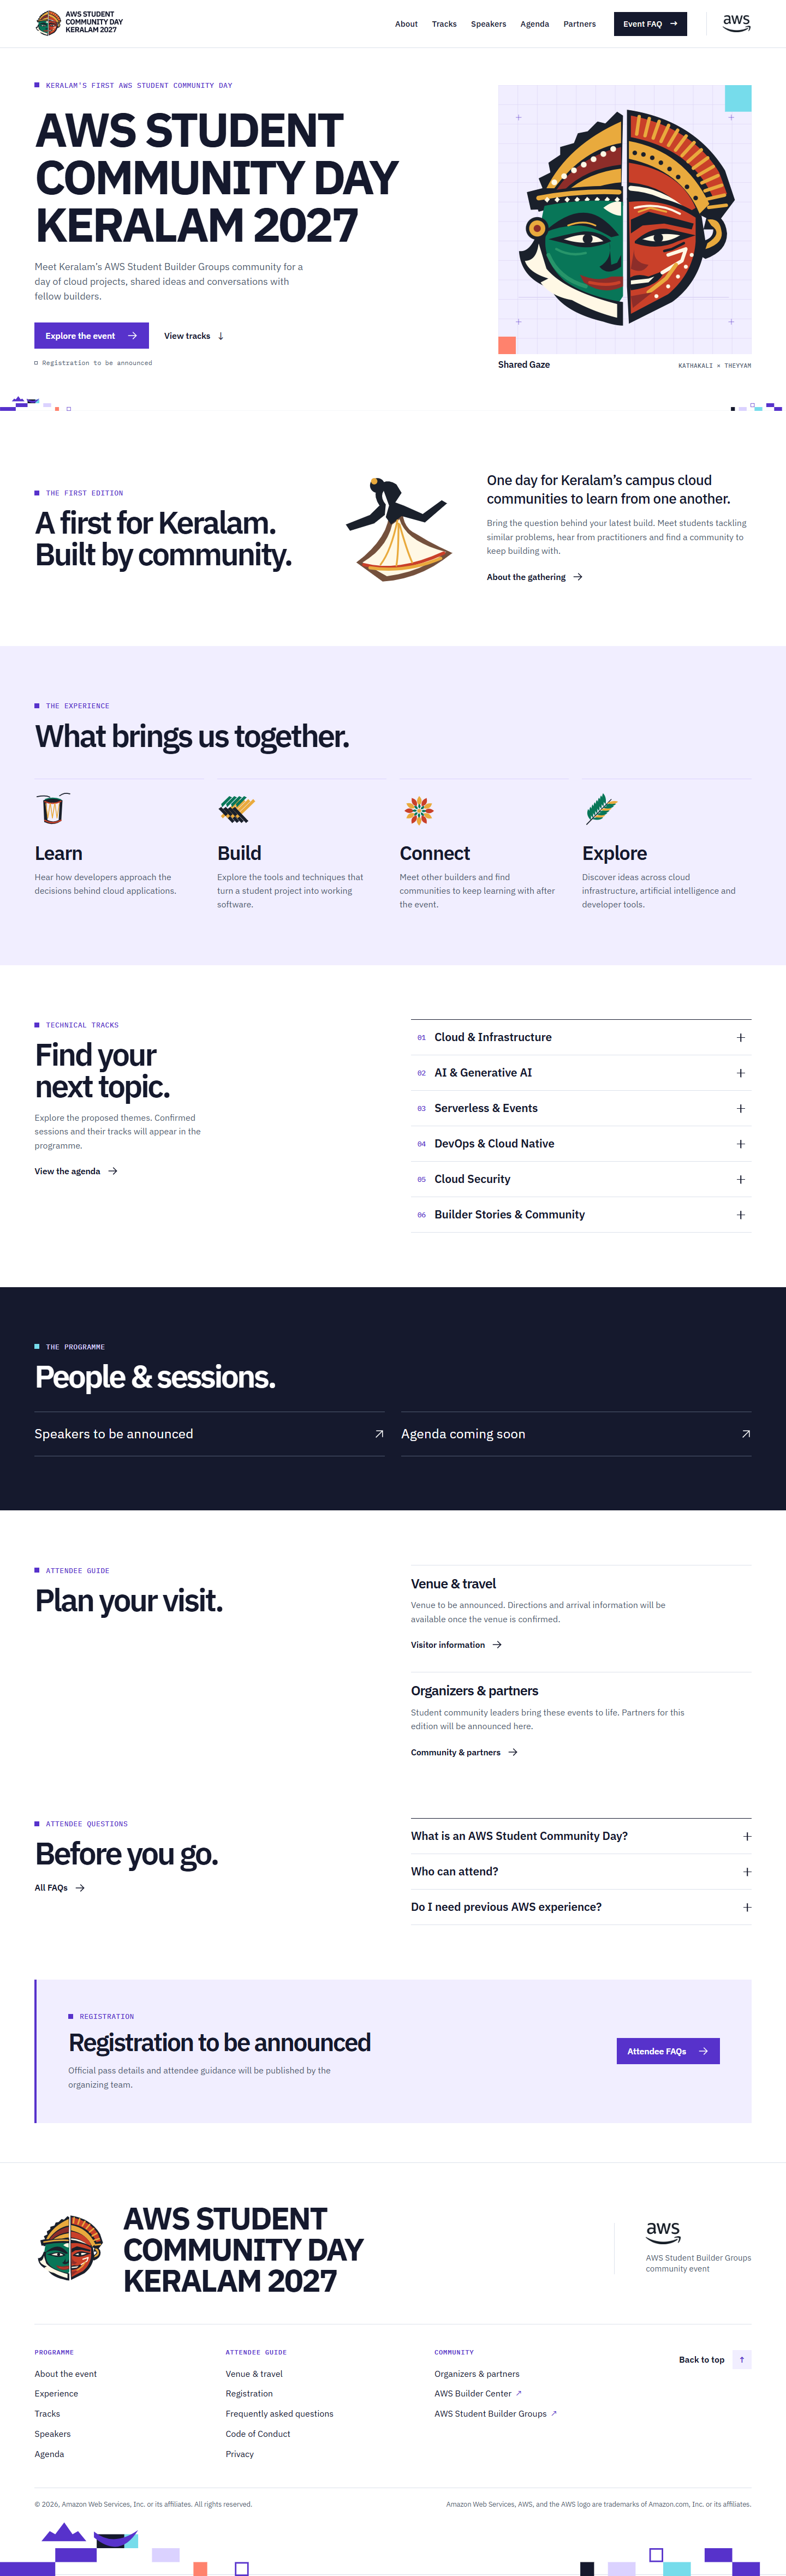 AWS STUDENT
COMMUNITY DAY
KERALAM 2027
About
Tracks
Speakers
Agenda
Partners
Event FAQ →
aws
KERALAM'S FIRST AWS STUDENT COMMUNITY DAY
AWS STUDENT
COMMUNITY DAY
KERALAM 2027
Meet Keralam's AWS Student Builder Groups community for a
day of cloud projects, shared ideas and conversations with
fellow builders.
Explore the event →
View tracks ↓
Registration to be announced
Shared Gaze
KATHAKALI × THEYYAM
THE FIRST EDITION
A first for Keralam.
Built by community.
One day for Keralam’s campus cloud
communities to learn from one another.
Bring the question behind your latest build. Meet students tackling
similar problems, hear from practitioners and find a community to
keep building with.
About the gathering →
THE EXPERIENCE
What brings us together.
Learn
Hear how developers approach the
decisions behind cloud applications.
Build
Explore the tools and techniques that
turn a student project into working
software.
Connect
Meet other builders and find
communities to keep learning with after
the event.
Explore
Discover ideas across cloud
infrastructure, artificial intelligence and
developer tools.
TECHNICAL TRACKS
Find your
next topic.
Explore the proposed themes. Confirmed
sessions and their tracks will appear in the
programme.
View the agenda →
01 Cloud & Infrastructure +
02 AI & Generative AI +
03 Serverless & Events +
04 DevOps & Cloud Native +
05 Cloud Security +
06 Builder Stories & Community +
THE PROGRAMME
People & sessions.
Speakers to be announced ↗
Agenda coming soon ↗
ATTENDEE GUIDE
Plan your visit.
Venue & travel
Venue to be announced. Directions and arrival information will be
available once the venue is confirmed.
Visitor information →
Organizers & partners
Student community leaders bring these events to life. Partners for this
edition will be announced here.
Community & partners →
ATTENDEE QUESTIONS
Before you go.
All FAQs →
What is an AWS Student Community Day? +
Who can attend? +
Do I need previous AWS experience? +
REGISTRATION
Registration to be announced
Official pass details and attendee guidance will be published by the
organizing team.
Attendee FAQs →
AWS STUDENT
COMMUNITY DAY
KERALAM 2027
aws
AWS Student Builder Groups
community event
PROGRAMME
About the event
Experience
Tracks
Speakers
Agenda
ATTENDEE GUIDE
Venue & travel
Registration
Frequently asked questions
Code of Conduct
Privacy
COMMUNITY
Organizers & partners
AWS Builder Center ↗
AWS Student Builder Groups ↗
Back to top ↑
© 2026, Amazon Web Services, Inc. or its affiliates. All rights reserved.
Amazon Web Services, AWS, and the AWS logo are trademarks of Amazon.com, Inc. or its affiliates.